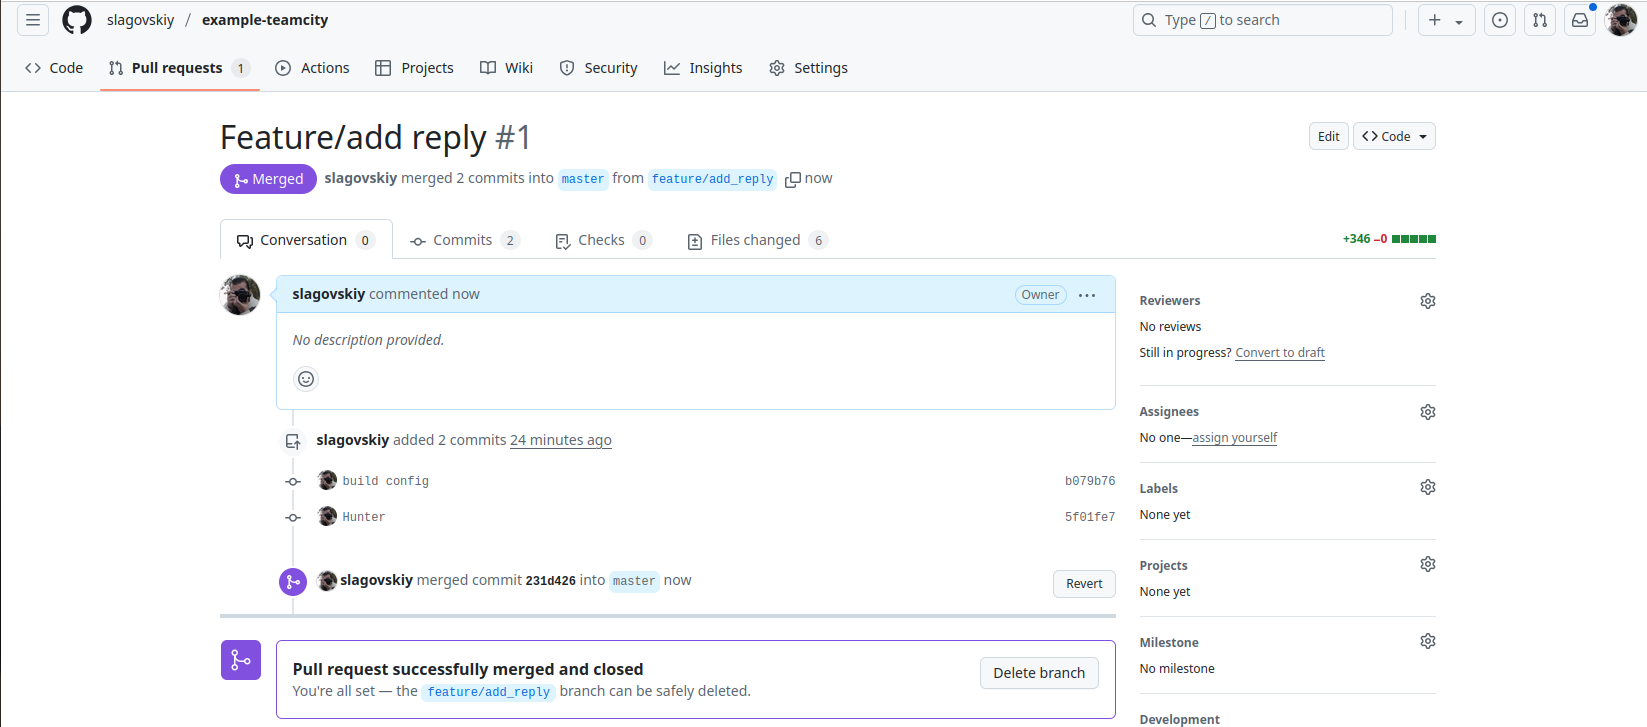 slagovskiy / example-teamcity
Type / to search
Code
Pull requests 1
Actions
Projects
Wiki
Security
Insights
Settings
Feature/add reply #1
Edit
Code
Merged
slagovskiy merged 2 commits into master from feature/add_reply now
Conversation 0
Commits 2
Checks 0
Files changed 6
+346 −0
slagovskiy commented now
Owner
No description provided.
slagovskiy added 2 commits 24 minutes ago
build config b079b76
Hunter 5f01fe7
slagovskiy merged commit 231d426 into master now
Revert
Pull request successfully merged and closed
You're all set — the feature/add_reply branch can be safely deleted.
Delete branch
Reviewers
No reviews
Still in progress? Convert to draft
Assignees
No one—assign yourself
Labels
None yet
Projects
None yet
Milestone
No milestone
Development